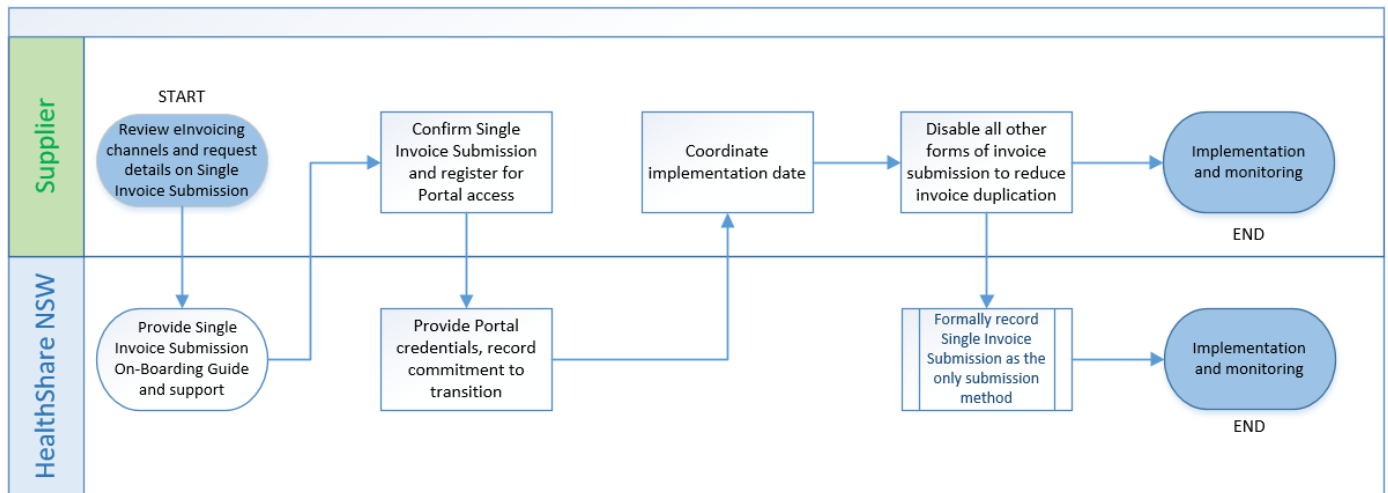 Supplier
START
Review eInvoicing
channels and request
details on Single
Invoice Submission
Confirm Single
Invoice Submission
and register for
Portal access
Coordinate
implementation date
Disable all other
forms of invoice
submission to reduce
invoice duplication
Implementation
and monitoring
END
HealthShare NSW
Provide Single
Invoice Submission
On-Boarding Guide
and support
Provide Portal
credentials, record
commitment to
transition
Formally record
Single Invoice
Submission as the
only submission
method
Implementation
and monitoring
END